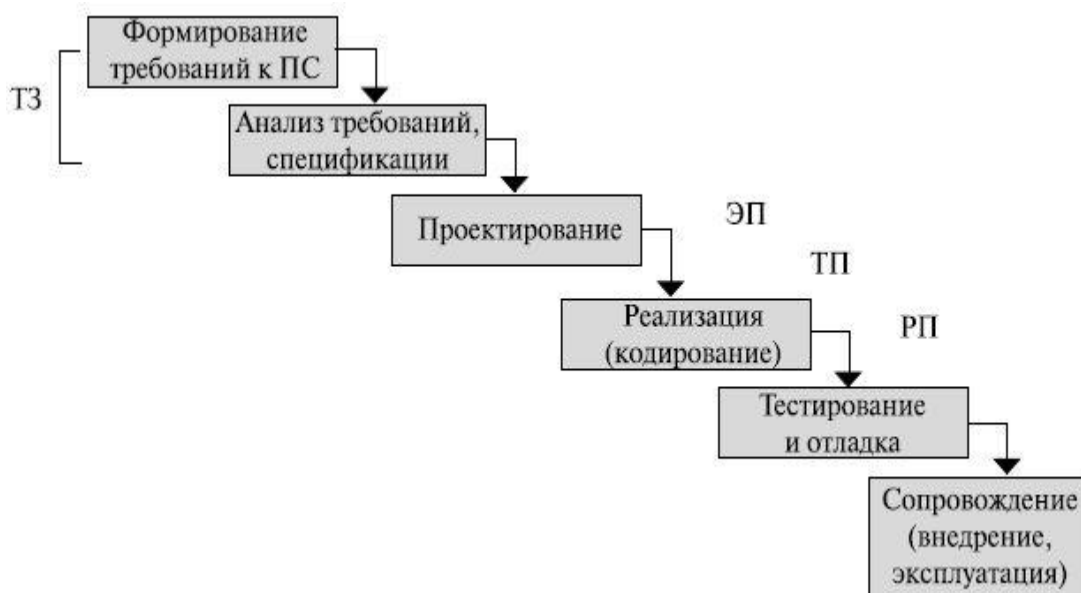 Формирование
требований к ПС
ТЗ
Анализ требований,
спецификации
Проектирование
ЭП
ТП
Реализация
(кодирование)
РП
Тестирование
и отладка
Сопровождение
(внедрение,
эксплуатация)